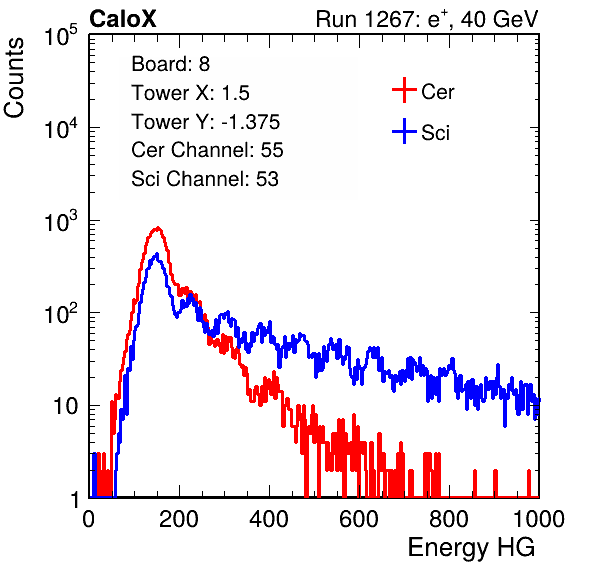 CaloX Run 1267: e⁺, 40 GeV
Counts
Board: 8
Tower X: 1.5
Tower Y: -1.375
Cer Channel: 55
Sci Channel: 53
Cer
Sci
10⁵
10⁴
10³
10²
10
1
0 200 400 600 800 1000
Energy HG